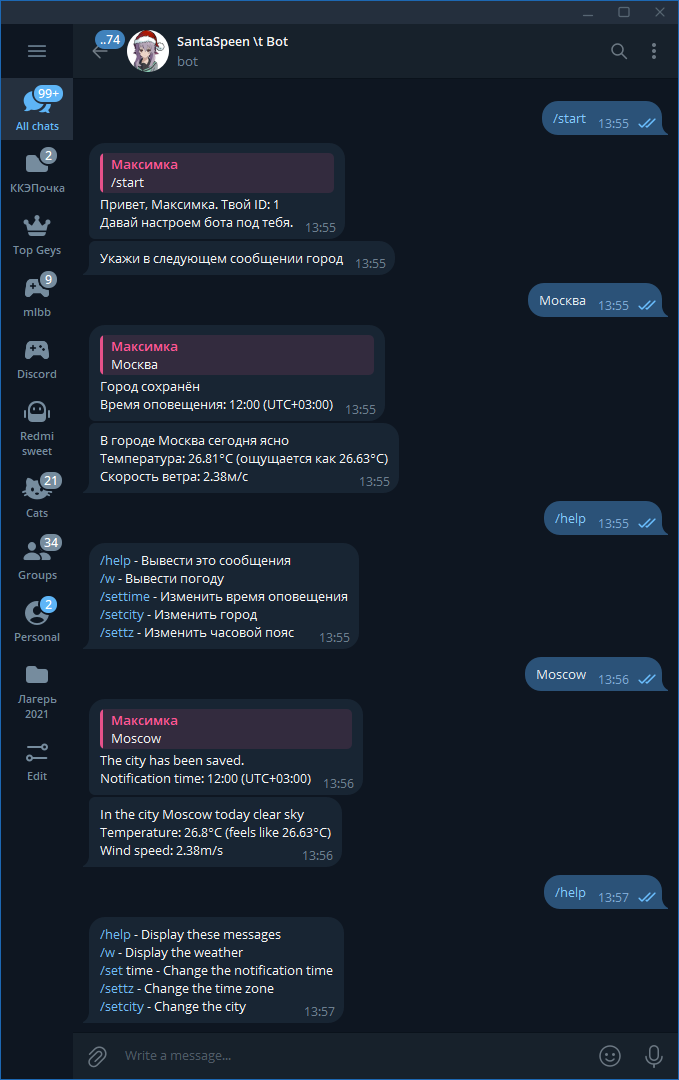 ..74
SantaSpeen \t Bot
bot
99+
All chats
2
ККЭПочка
Top Geys
9
mlbb
Discord
Redmi
sweet
21
Cats
34
Groups
2
Personal
Лагерь
2021
Edit
/start 13:55
Максимка
/start
Привет, Максимка. Твой ID: 1
Давай настроем бота под тебя. 13:55
Укажи в следующем сообщении город 13:55
Москва 13:55
Максимка
Москва
Город сохранён
Время оповещения: 12:00 (UTC+03:00) 13:55
В городе Москва сегодня ясно
Температура: 26.81°C (ощущается как 26.63°C)
Скорость ветра: 2.38м/с 13:55
/help 13:55
/help - Вывести это сообщения
/w - Вывести погоду
/settime - Изменить время оповещения
/setcity - Изменить город
/settz - Изменить часовой пояс 13:55
Moscow 13:56
Максимка
Moscow
The city has been saved.
Notification time: 12:00 (UTC+03:00) 13:56
In the city Moscow today clear sky
Temperature: 26.8°C (feels like 26.63°C)
Wind speed: 2.38m/s 13:56
/help 13:57
/help - Display these messages
/w - Display the weather
/set time - Change the notification time
/settz - Change the time zone
/setcity - Change the city 13:57
Write a message...